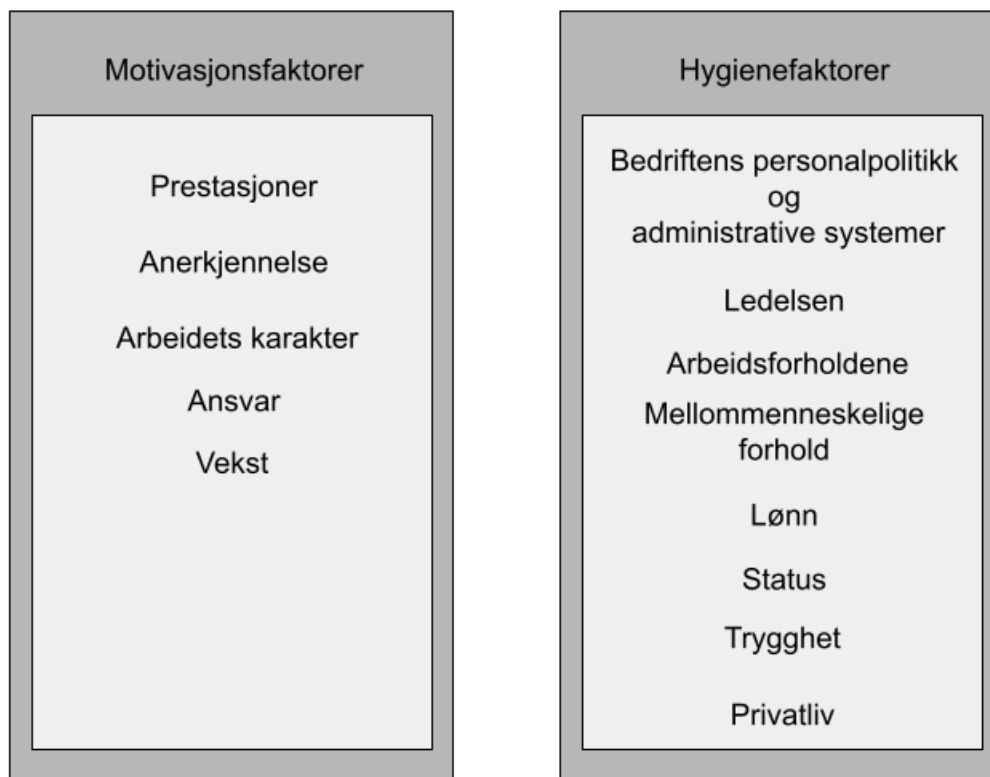 Motivasjonsfaktorer
Prestasjoner
Anerkjennelse
Arbeidets karakter
Ansvar
Vekst
Hygienefaktorer
Bedriftens personalpolitikk
og
administrative systemer
Ledelsen
Arbeidsforholdene
Mellommenneskelige
forhold
Lønn
Status
Trygghet
Privatliv